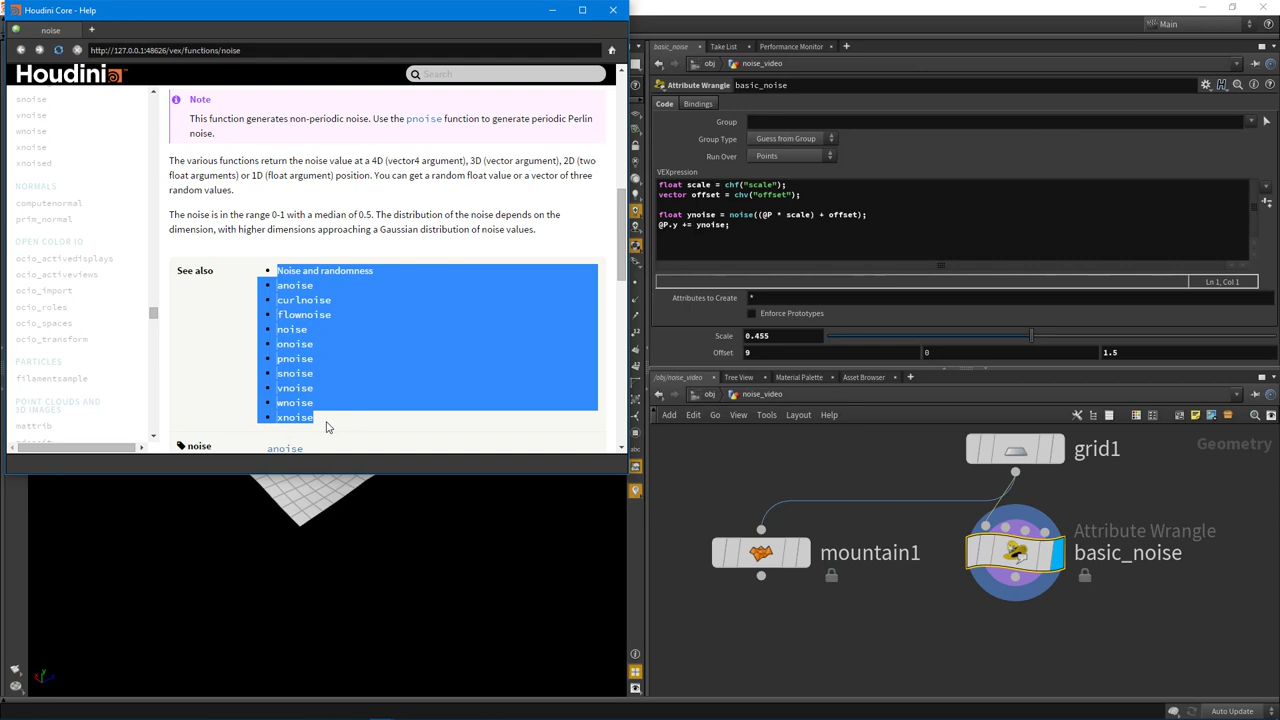 Houdini Core - Help
noise
http://127.0.0.1:48626/vex/functions/noise
Houdini
Search
snoise
vnoise
wnoise
xnoise
xnoised
NORMALS
computenormal
prim_normal
OPEN COLOR IO
ocio_activedisplays
ocio_activeviews
ocio_import
ocio_roles
ocio_spaces
ocio_transform
PARTICLES
filamentsample
POINT CLOUDS AND
3D IMAGES
mattrib
Note
This function generates non-periodic noise. Use the pnoise function to generate periodic Perlin
noise.
The various functions return the noise value at a 4D (vector4 argument), 3D (vector argument), 2D (two
float arguments) or 1D (float argument) position. You can get a random float value or a vector of three
random values.
The noise is in the range 0-1 with a median of 0.5. The distribution of the noise depends on the
dimension, with higher dimensions approaching a Gaussian distribution of noise values.
See also
Noise and randomness
anoise
curlnoise
flownoise
noise
onoise
pnoise
snoise
vnoise
wnoise
xnoise
noise
anoise
Main
basic_noise
Take List
Performance Monitor
obj
noise_video
Attribute Wrangle
basic_noise
Code
Bindings
Group
Group Type
Guess from Group
Run Over
Points
VEXpression
float scale = chf("scale");
vector offset = chv("offset");
float ynoise = noise((@P * scale) + offset);
@P.y += ynoise;
Ln 1, Col 1
Attributes to Create
*
Enforce Prototypes
Scale
0.455
Offset
9
0
1.5
/obj/noise_video
Tree View
Material Palette
Asset Browser
obj
noise_video
Add
Edit
Go
View
Tools
Layout
Help
Geometry
grid1
mountain1
Attribute Wrangle
basic_noise
Auto Update